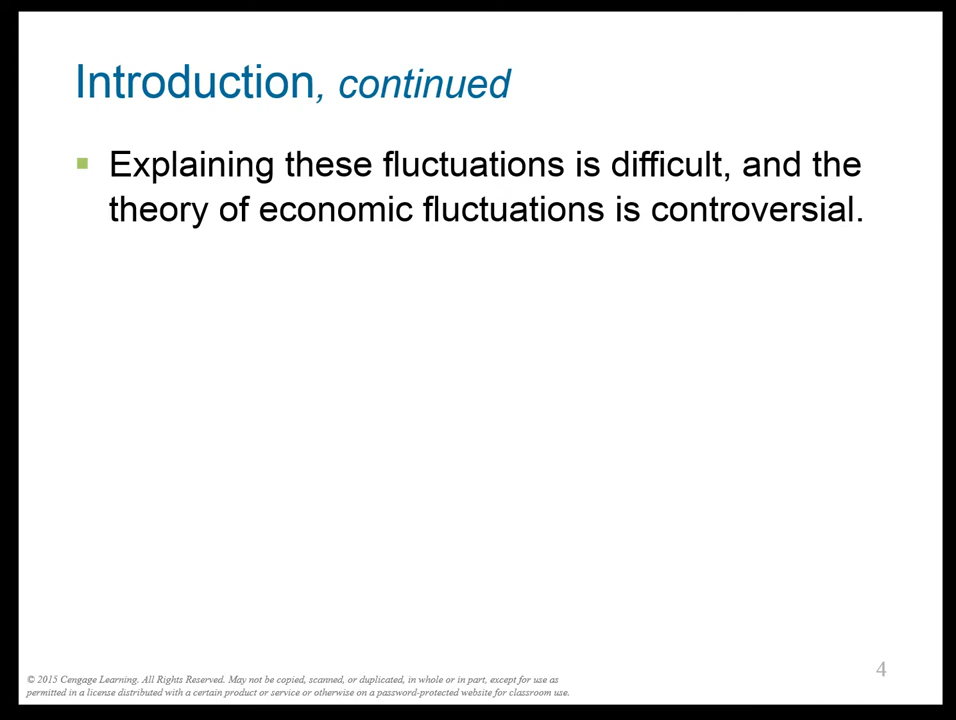 Introduction, continued
Explaining these fluctuations is difficult, and the
theory of economic fluctuations is controversial.
4
© 2015 Cengage Learning. All Rights Reserved. May not be copied, scanned, or duplicated, in whole or in part, except for use as
permitted in a license distributed with a certain product or service or otherwise on a password-protected website for classroom use.